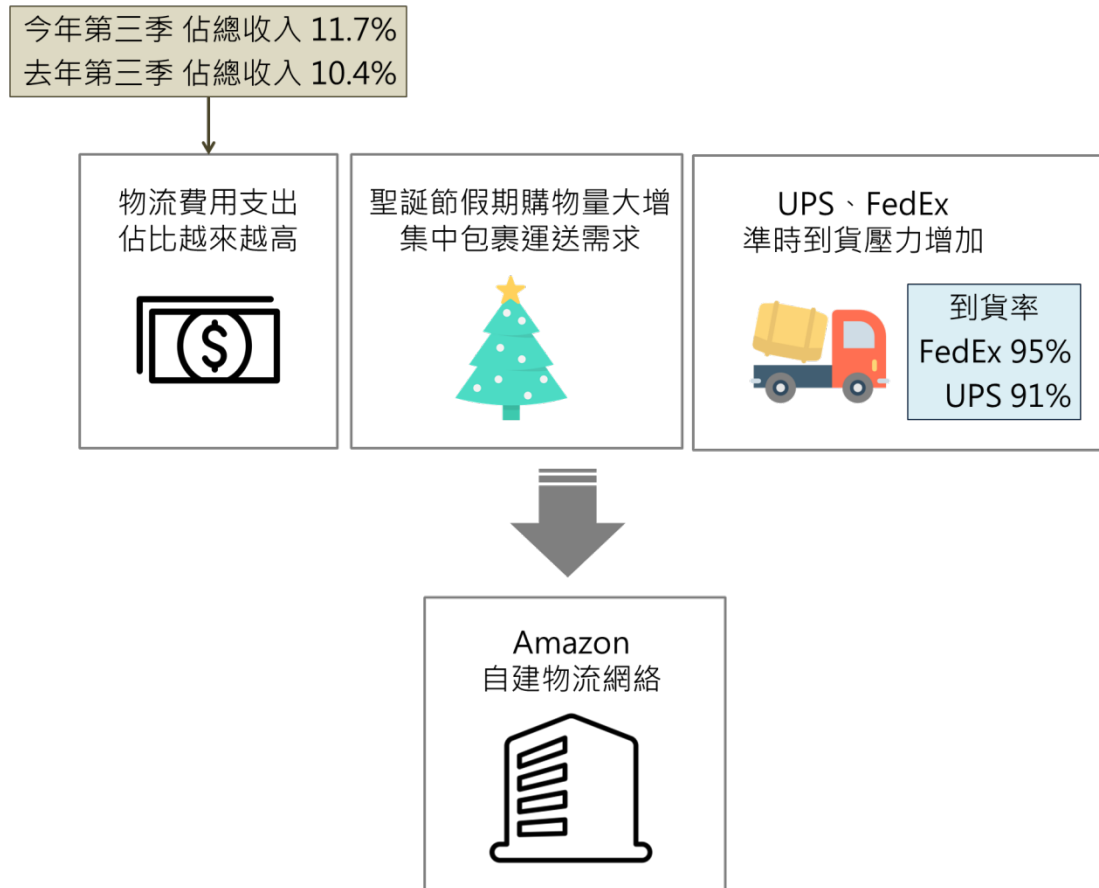 今年第三季 佔總收入 11.7%
去年第三季 佔總收入 10.4%
物流費用支出
佔比越來越高
聖誕節假期購物量大增
集中包裹運送需求
UPS、FedEx
準時到貨壓力增加
到貨率
FedEx 95%
UPS 91%
Amazon
自建物流網絡